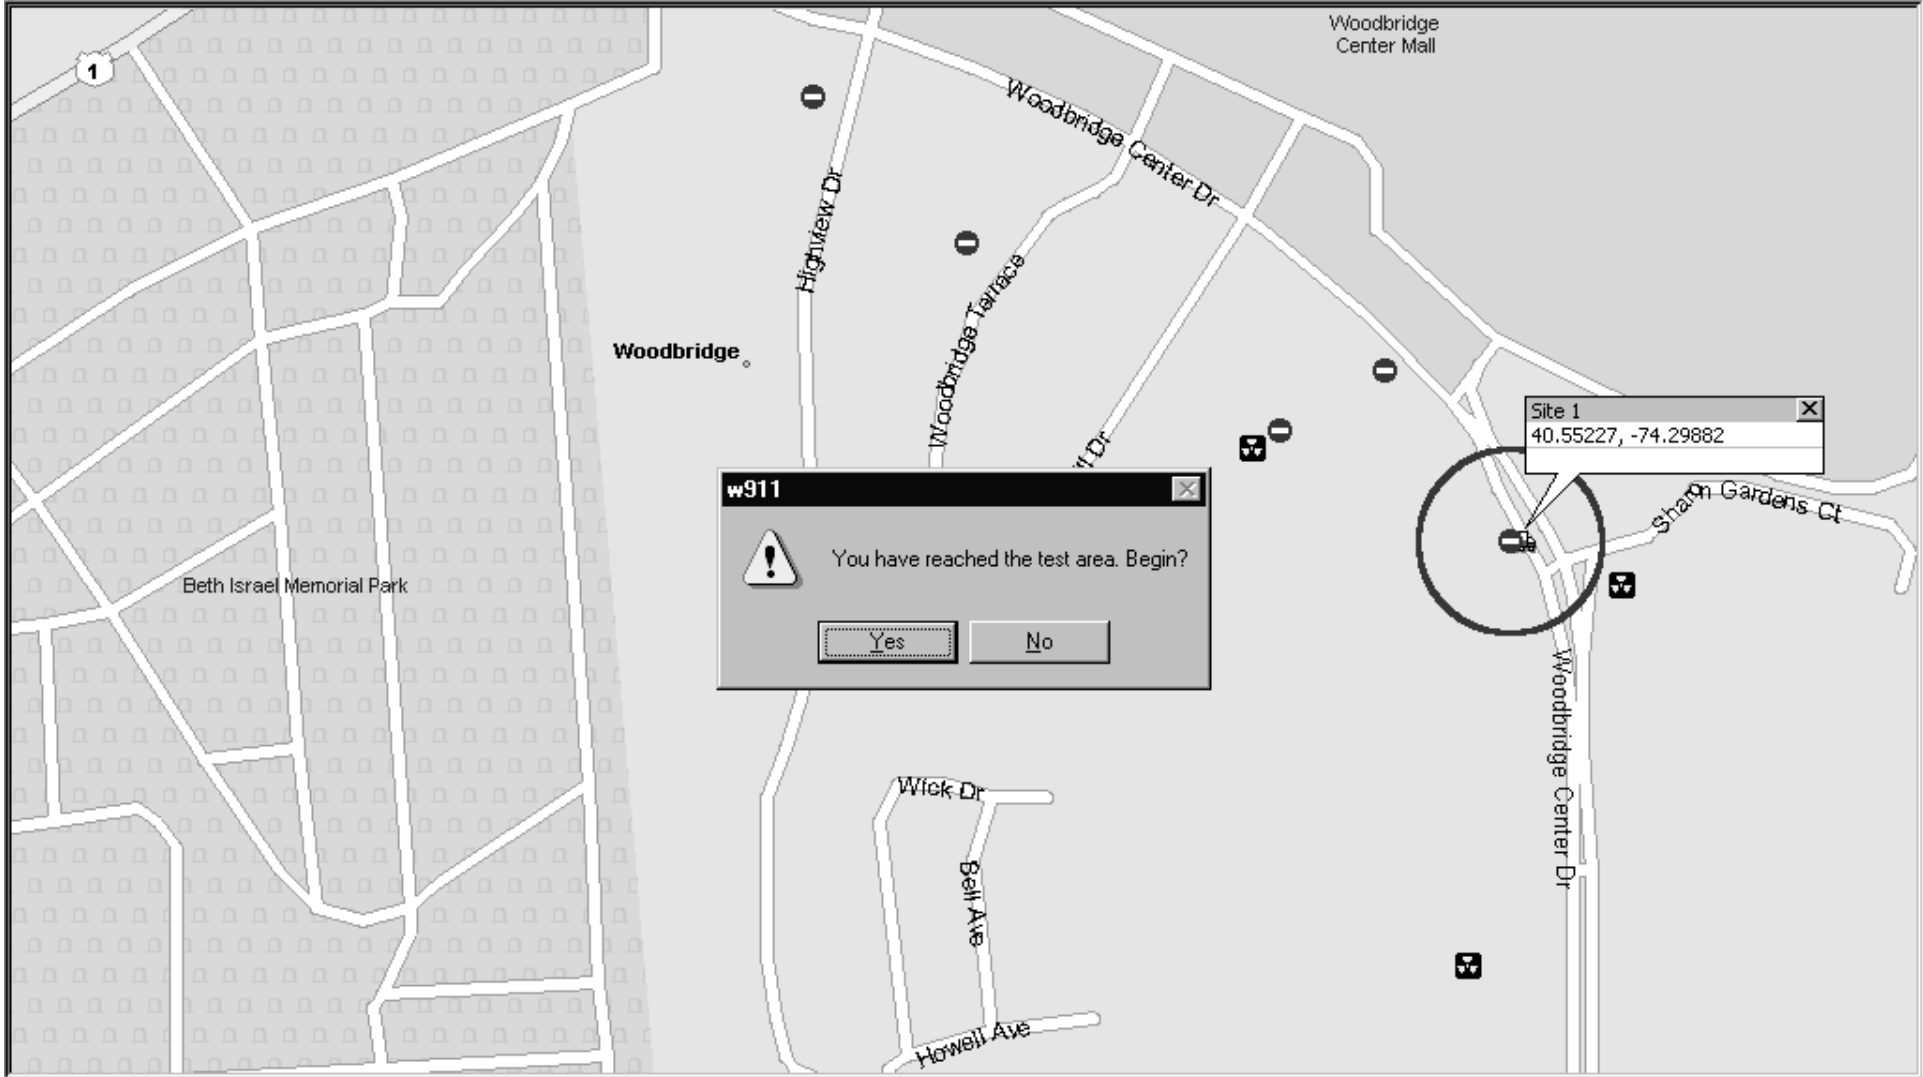 Woodbridge
Center Mall
1
Woodbridge Center Dr
Highview Dr
Woodbridge Terrace
Woodbridge
Site 1
40.55227, -74.29882
ll Dr
w911
Sharon Gardens Ct
You have reached the test area. Begin?
Beth Israel Memorial Park
Yes
No
Woodbridge Center Dr
Wick Dr
Bell Ave
Howell Ave